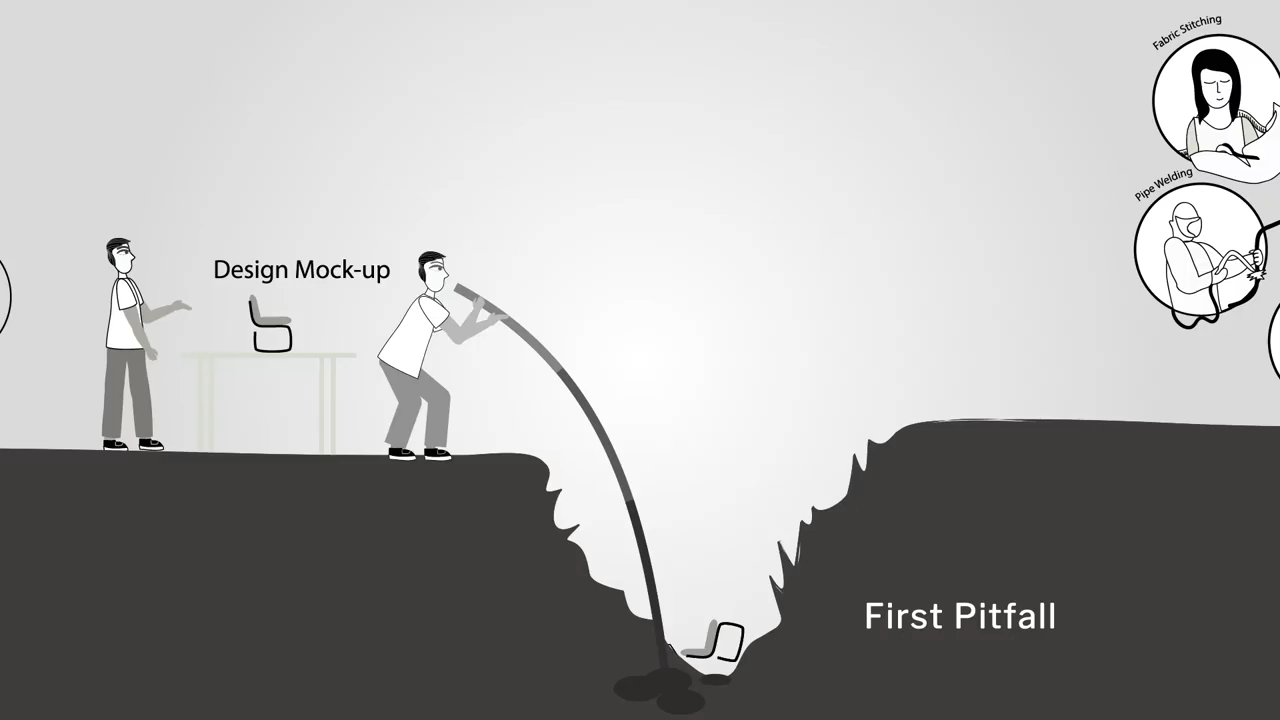 Fabric Stitching
Pipe Welding
Design Mock-up
First Pitfall